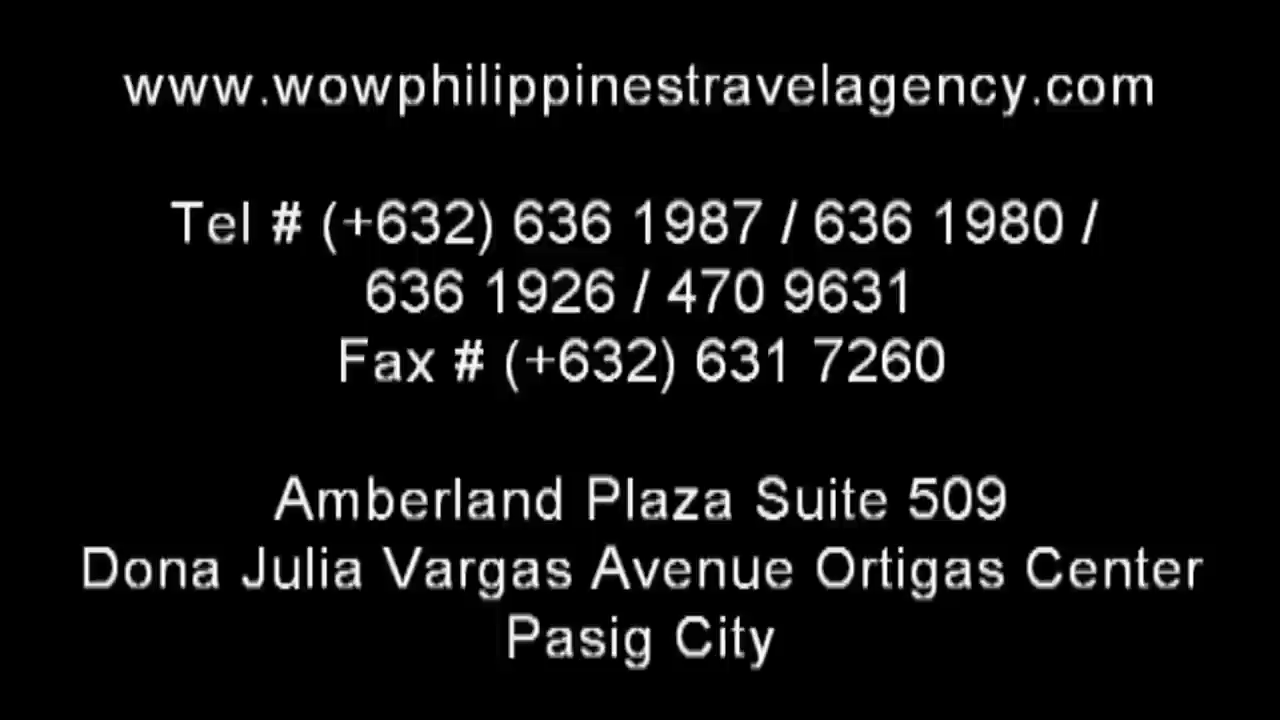 www.wowphilippinestravelagency.com
Tel # (+632) 636 1987 / 636 1980 /
636 1926 / 470 9631
Fax # (+632) 631 7260
Amberland Plaza Suite 509
Dona Julia Vargas Avenue Ortigas Center
Pasig City